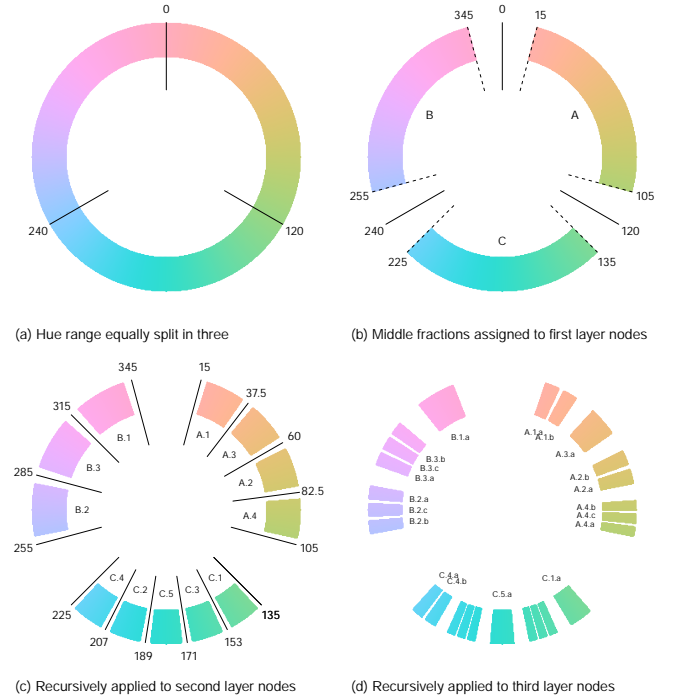 0
240
120
(a) Hue range equally split in three
345
0
15
B
A
255
105
240
120
C
225
135
(b) Middle fractions assigned to first layer nodes
345
15
315
37.5
B.1
A.1
60
B.3
A.3
285
A.2
82.5
B.2
A.4
255
105
C.4
C.2
C.5
C.3
C.1
225
135
207
153
189
171
(c) Recursively applied to second layer nodes
B.1.a
A.1.a
A.1.b
A.3.a
B.3.b
B.3.c
B.3.a
A.2.b
A.2.a
B.2.a
B.2.c
B.2.b
A.4.b
A.4.c
A.4.a
C.4.a
C.4.b
C.5.a
C.1.a
(d) Recursively applied to third layer nodes